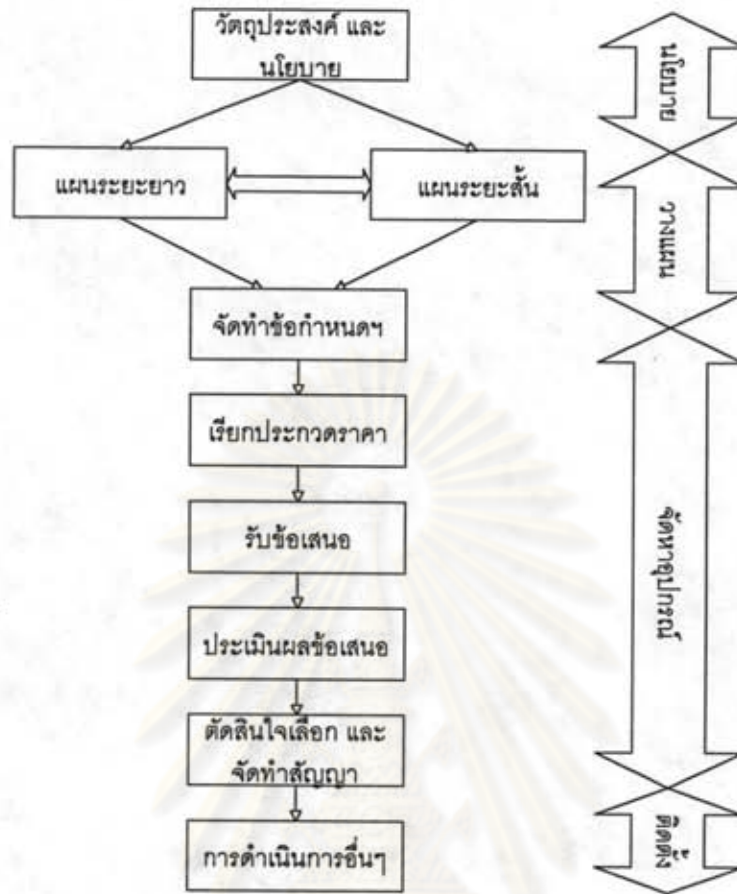 วัตถุประสงค์ และ
นโยบาย
แผนระยะยาว
แผนระยะสั้น
จัดทำข้อกำหนดฯ
เรียกประกวดราคา
รับข้อเสนอ
ประเมินผลข้อเสนอ
ตัดสินใจเลือก และ
จัดทำสัญญา
การดำเนินการอื่นๆ
นโยบาย
วางแผน
จัดหาอุปกรณ์
ติดตั้ง